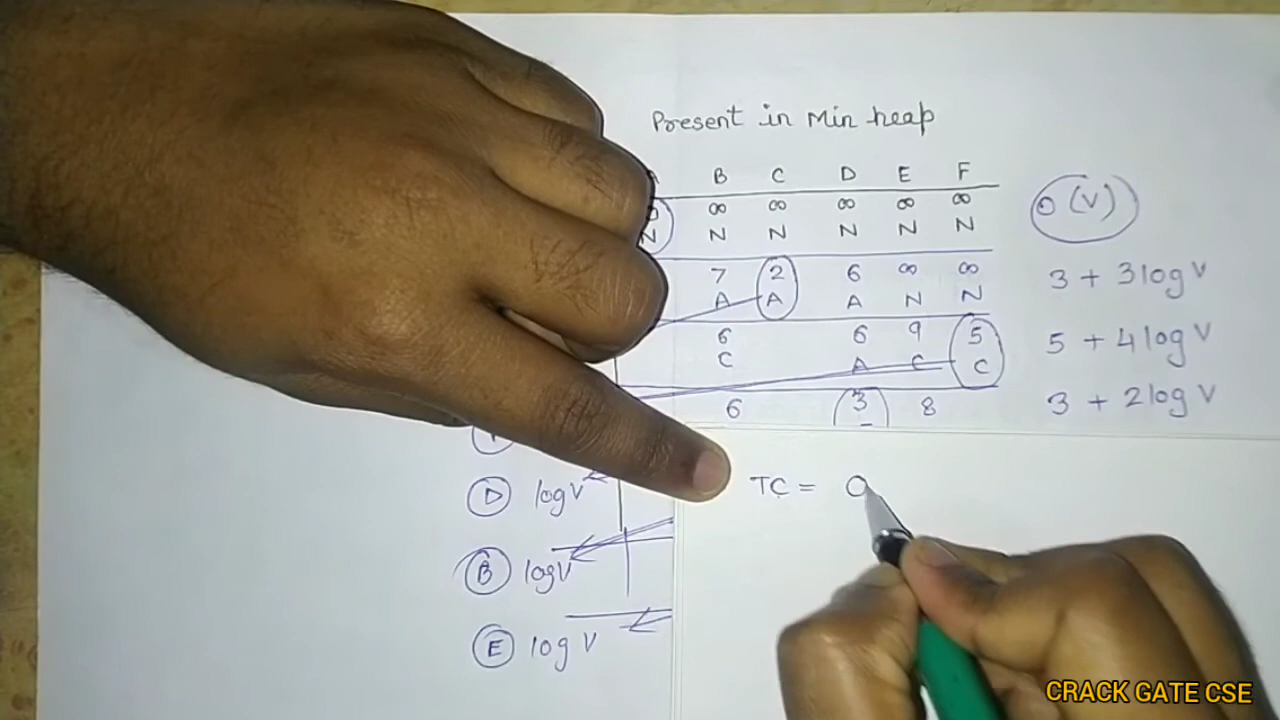 Present in Min heap
B C D E F
∞ ∞ ∞ ∞ ∞ O (V)
N N N N N N
7 2 6 ∞ ∞ 3 + 3 log V
A A A N N
6 6 9 5 5 + 4 log V
C A C C
6 3 8 3 + 2 log V
D log V TC = O
B log V
E log V
CRACK GATE CSE